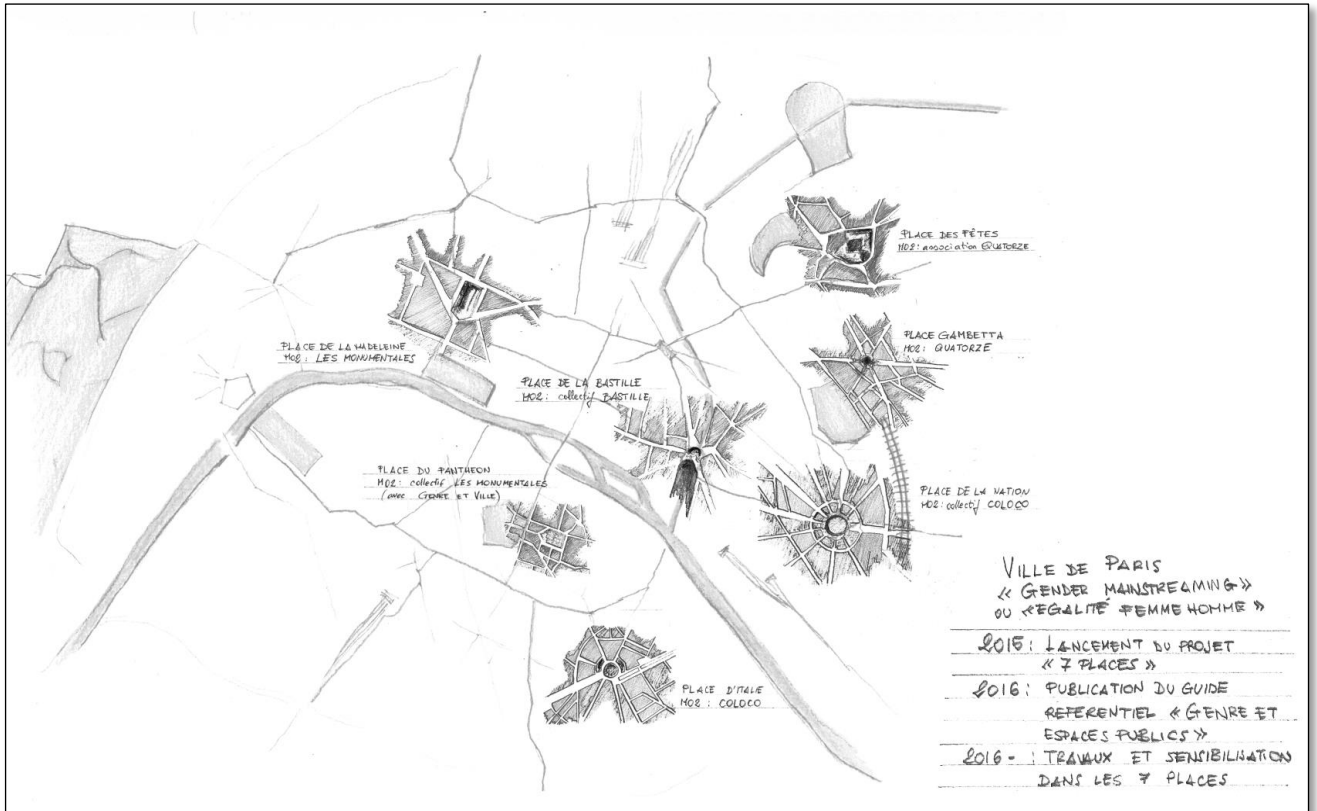 PLACE DES FÊTES
MO2: association QUATORZE
PLACE GAMBETTA
MO2: QUATORZE
PLACE DE LA MADELEINE
MO2: LES MONUMENTALES
PLACE DE LA BASTILLE
MO2: collectif BASTILLE
PLACE DU PANTHEON
MO2: collectif LES MONUMENTALES
(avec GENRE ET VILLE)
PLACE DE LA NATION
MO2: collectif COLOCO
PLACE D'ITALIE
MO2: COLOCO
VILLE DE PARIS
« GENDER MAINSTREAMING »
OU « EGALITÉ FEMME HOMME »
2015: LANCEMENT DU PROJET
« 7 PLACES »
2016: PUBLICATION DU GUIDE
REFERENTIEL « GENRE ET
ESPACES PUBLICS »
2016- : TRAVAUX ET SENSIBILISATION
DANS LES 7 PLACES